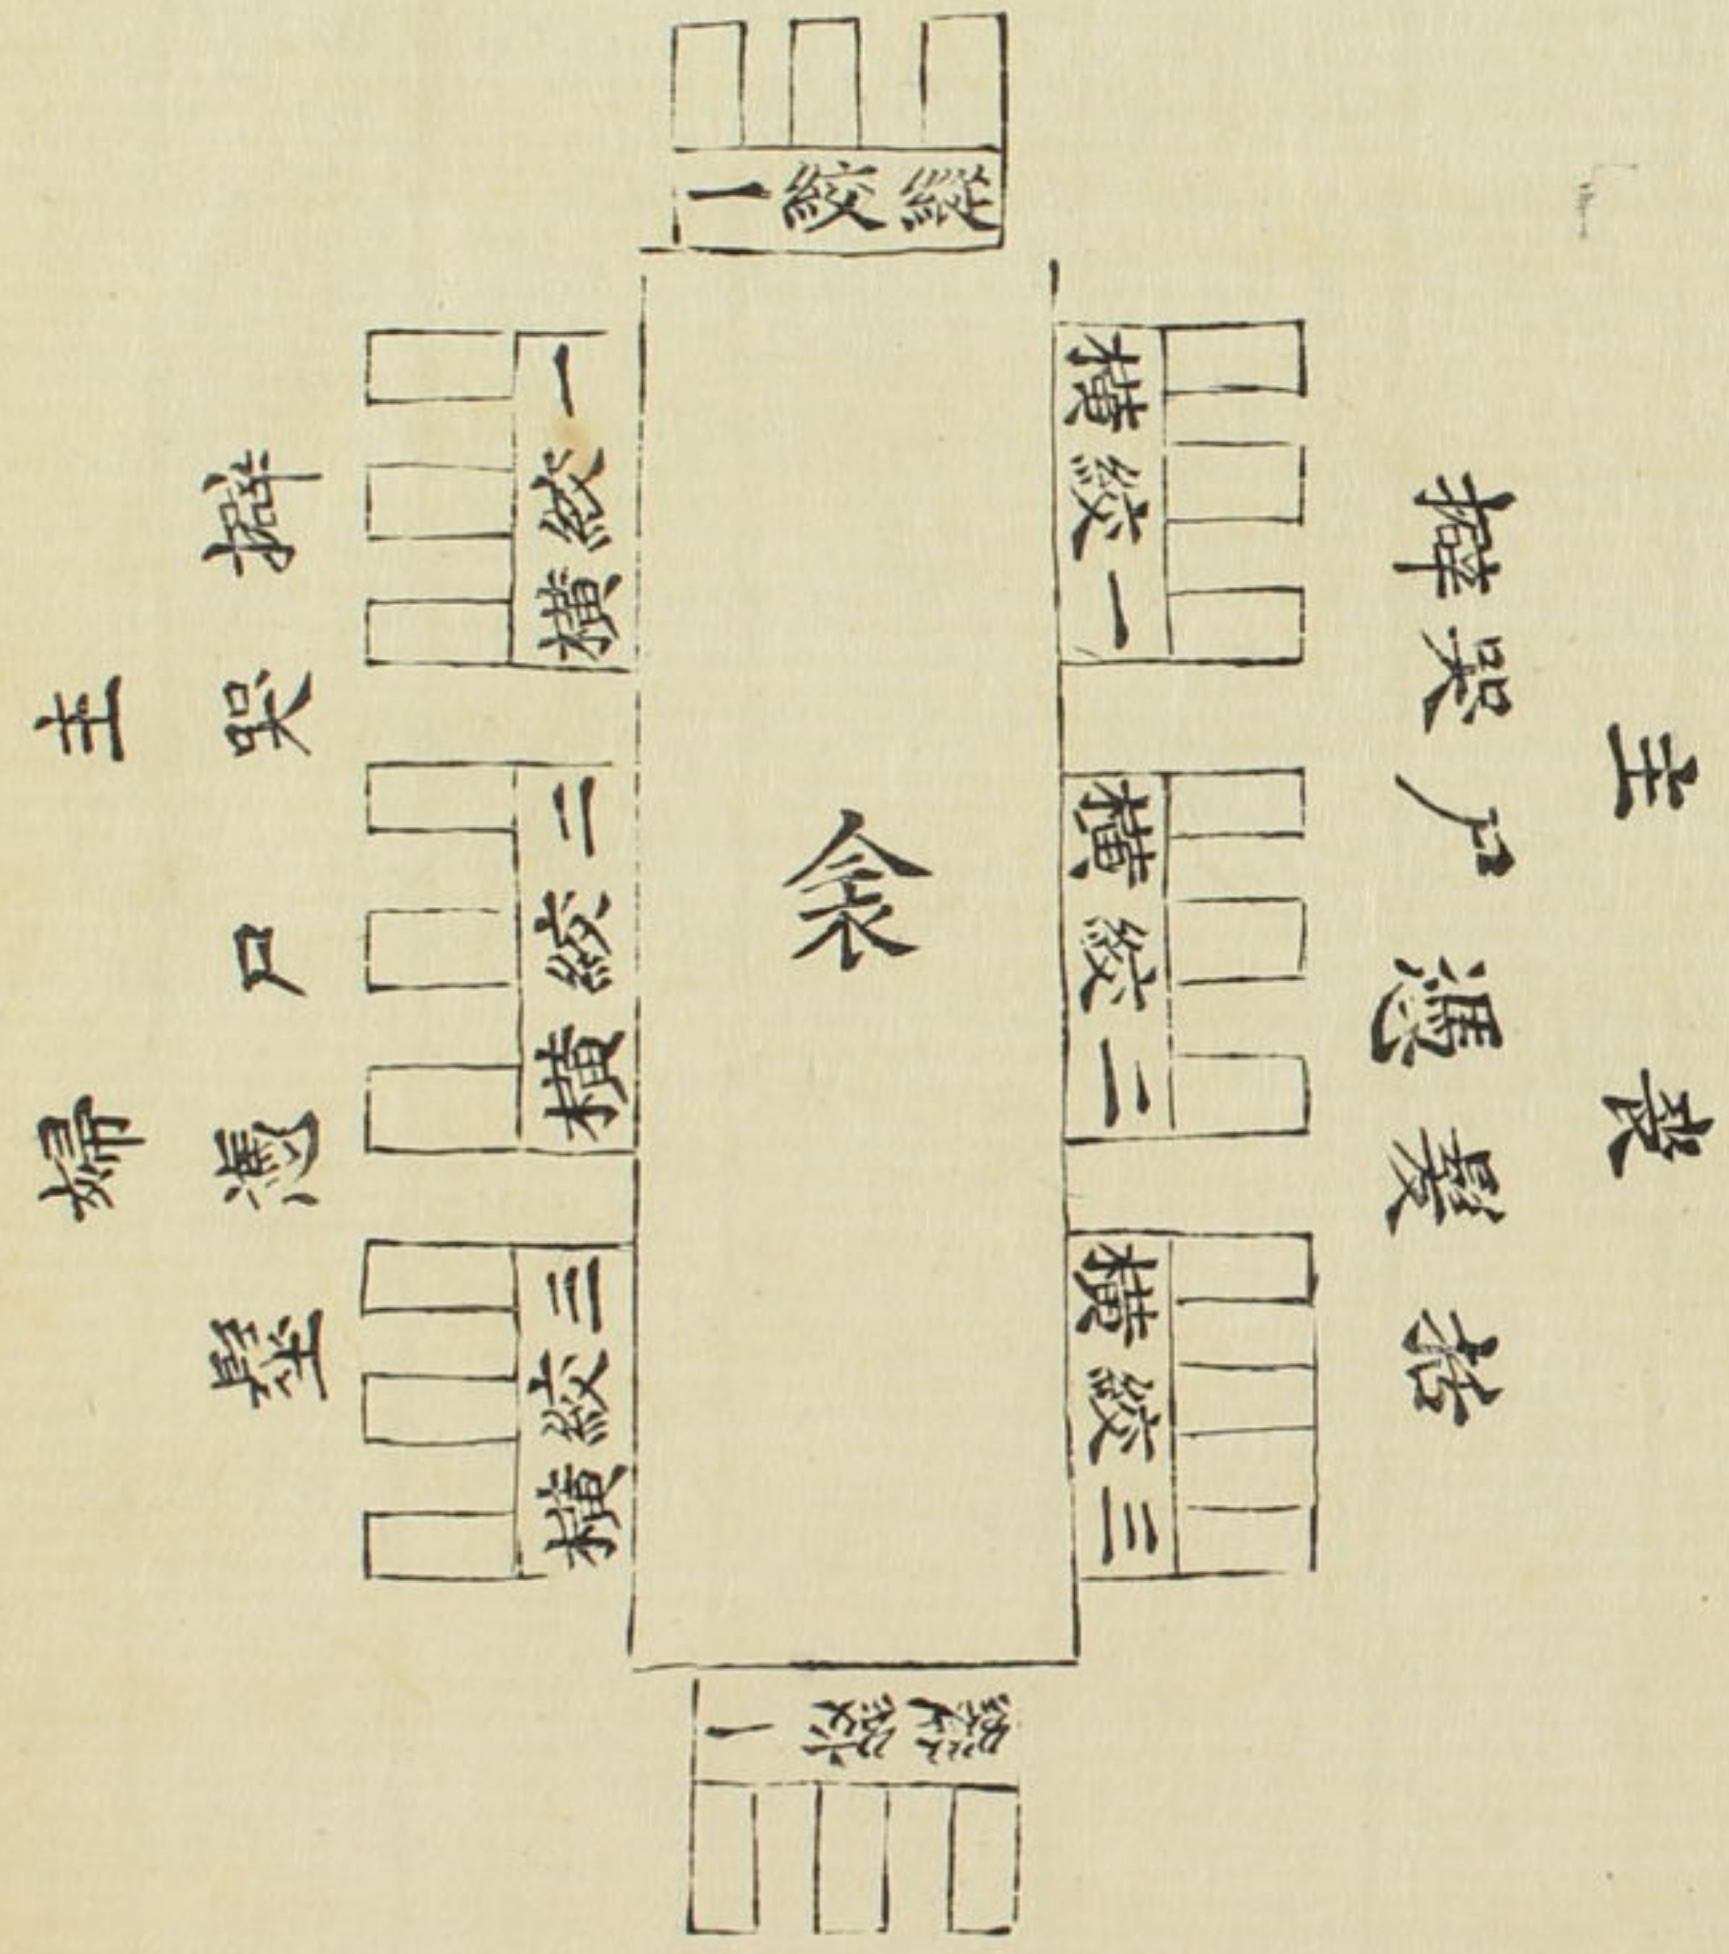 縱絞一
主喪
括髮憑尸哭擗
橫絞一
橫絞二
橫絞三
衾
橫絞一
橫絞二
橫絞三
髽憑尸哭擗
主婦
縱絞一